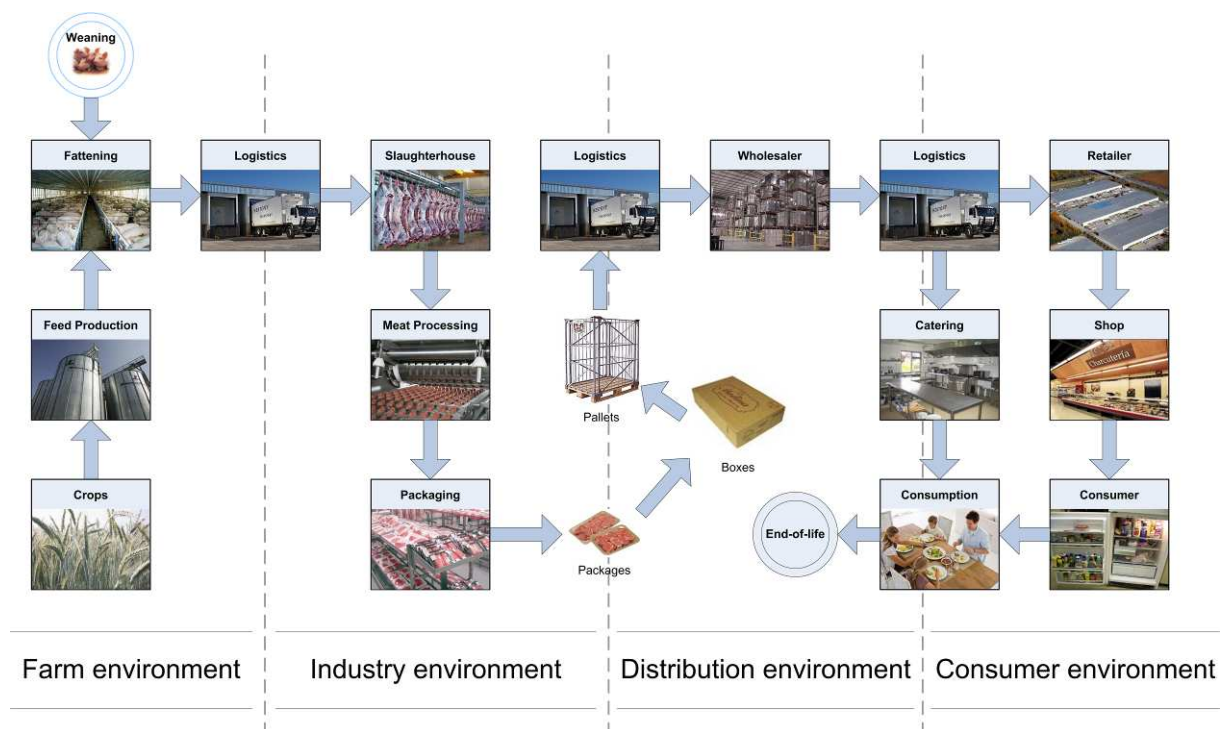 Weaning
Fattening
Logistics
Slaughterhouse
Logistics
Wholesaler
Logistics
Retailer
Feed Production
Meat Processing
Pallets
Boxes
Catering
Shop
Charcutería
Crops
Packaging
Packages
End-of-life
Consumption
Consumer
Farm environment
Industry environment
Distribution environment
Consumer environment